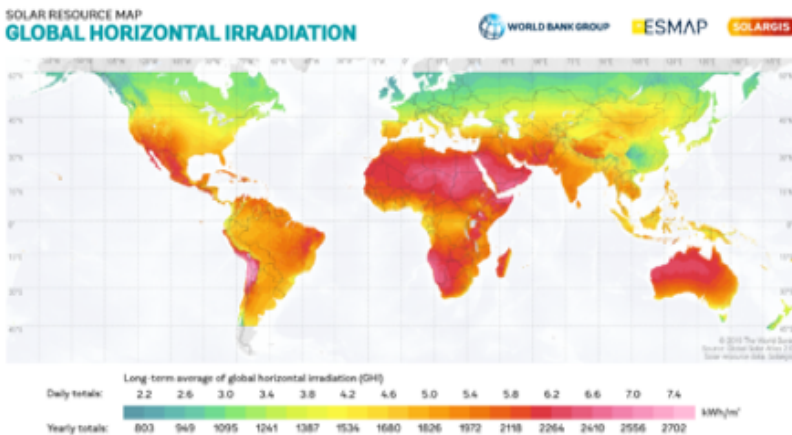 SOLAR RESOURCE MAP
GLOBAL HORIZONTAL IRRADIATION
WORLD BANK GROUP
ESMAP
SOLARGIS
Long-term average of global horizontal irradiation (GHI)
Daily totals: 2.2 2.6 3.0 3.4 3.8 4.2 4.6 5.0 5.4 5.8 6.2 6.6 7.0 7.4
kWh/m²
Yearly totals: 803 949 1095 1241 1387 1534 1680 1826 1972 2118 2264 2410 2556 2702